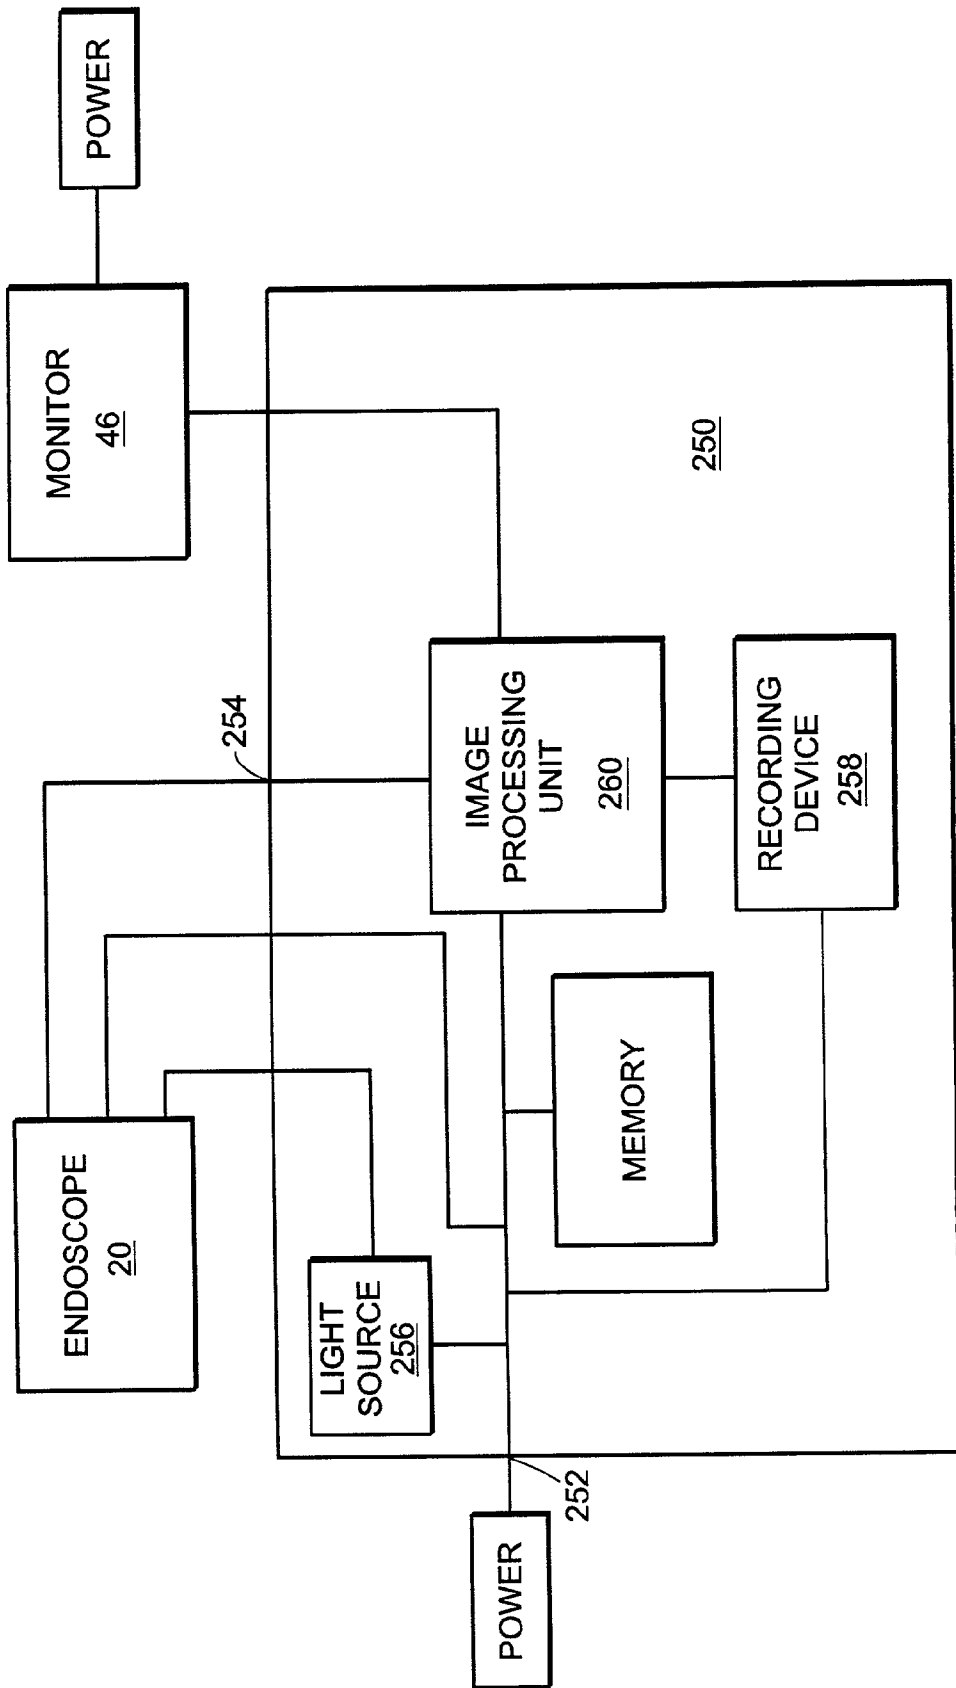 POWER
MONITOR
46
ENDOSCOPE
20
254
LIGHT
SOURCE
256
IMAGE
PROCESSING
UNIT
260
250
MEMORY
RECORDING
DEVICE
258
252
POWER